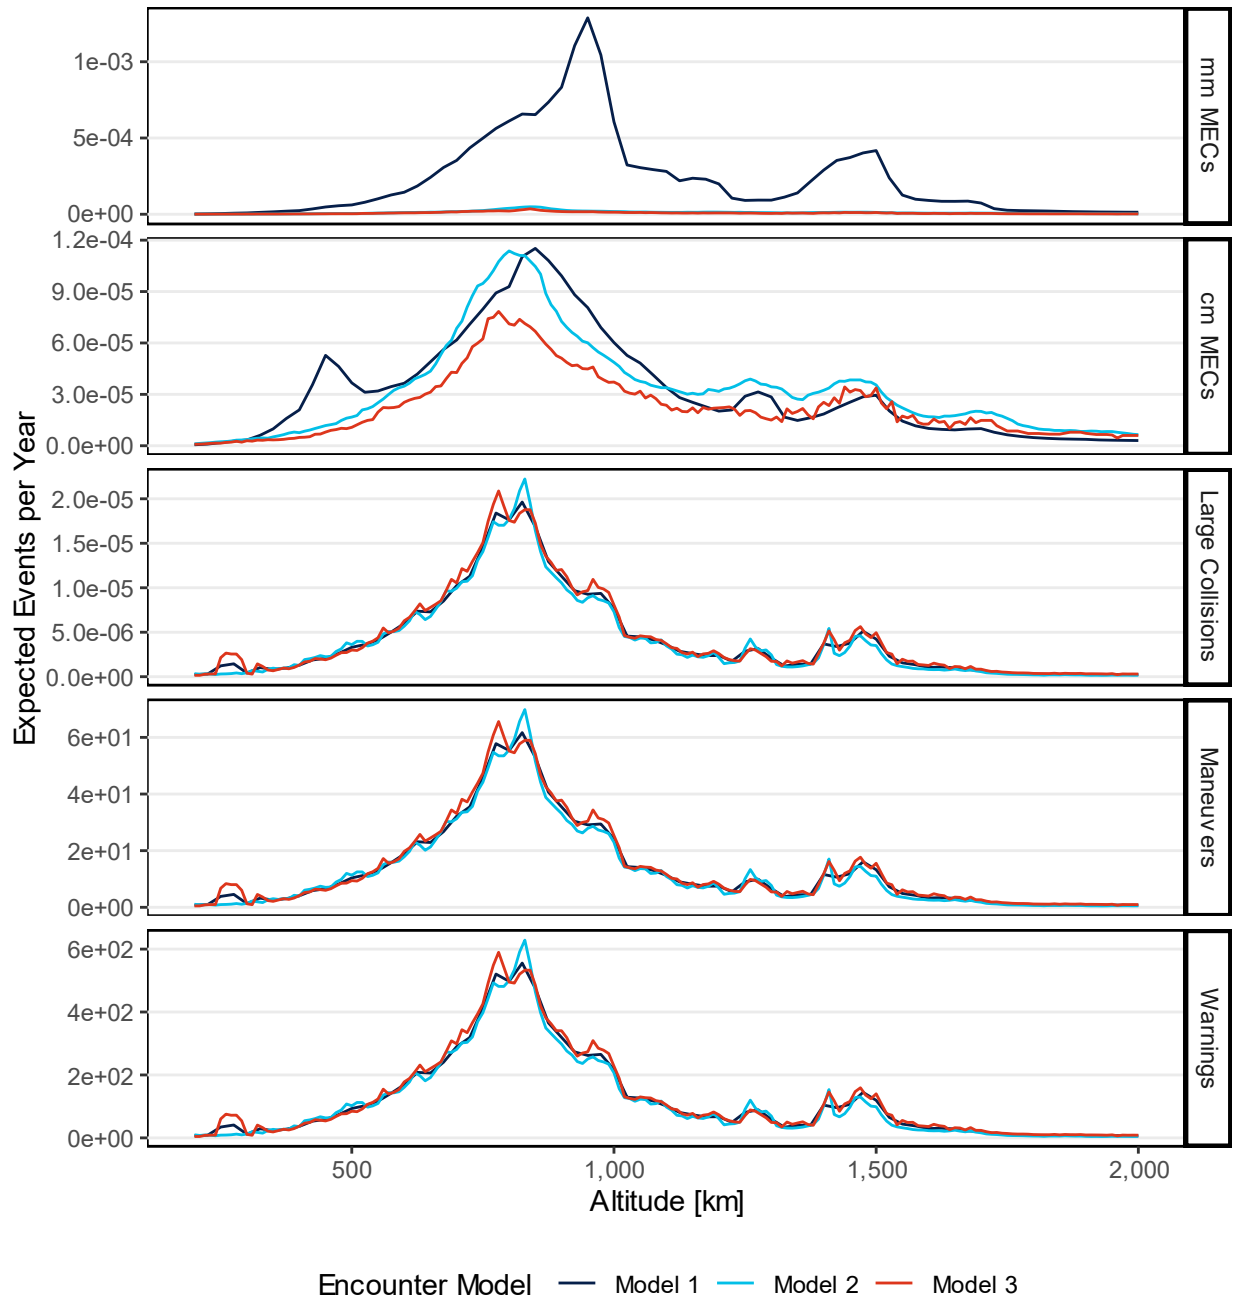 1e-03
5e-04
0e+00
mm MECs
1.2e-04
9.0e-05
6.0e-05
3.0e-05
0.0e+00
cm MECs
2.0e-05
1.5e-05
1.0e-05
5.0e-06
0.0e+00
Large Collisions
6e+01
4e+01
2e+01
0e+00
Maneuvers
6e+02
4e+02
2e+02
0e+00
Warnings
Expected Events per Year
500 1,000 1,500 2,000
Altitude [km]
Encounter Model Model 1 Model 2 Model 3